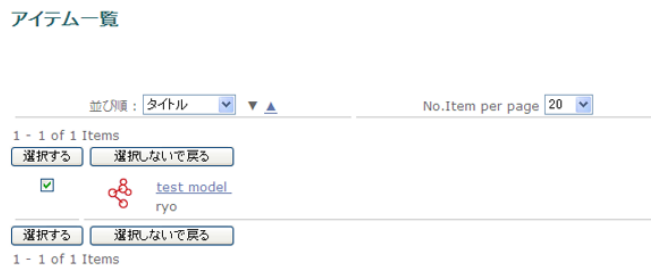 アイテム一覧
並び順 : タイトル ▼ ▲ No.Item per page 20
1 - 1 of 1 Items
選択する 選択しないで戻る
test model
ryo
選択する 選択しないで戻る
1 - 1 of 1 Items